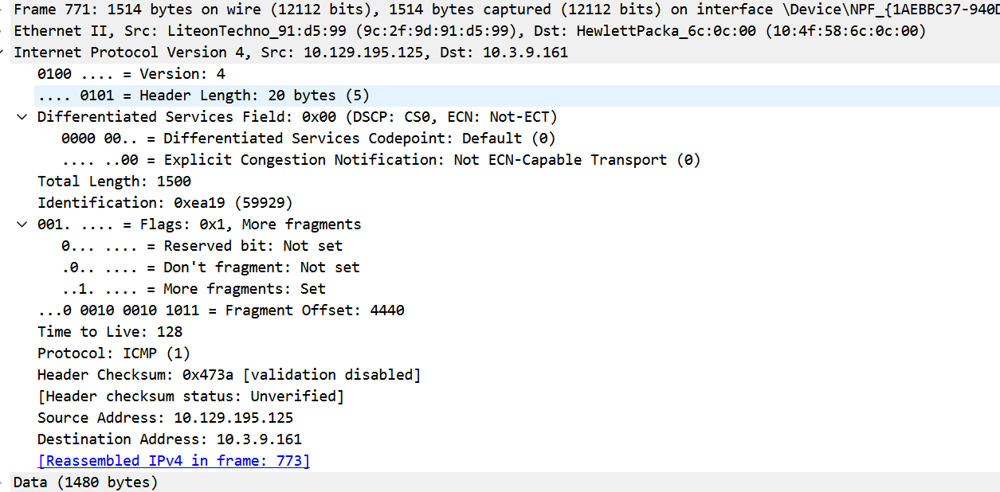 Frame 771: 1514 bytes on wire (12112 bits), 1514 bytes captured (12112 bits) on interface \Device\NPF_{1AEBBC37-940D
Ethernet II, Src: LiteonTechno_91:d5:99 (9c:2f:9d:91:d5:99), Dst: HewlettPacka_6c:0c:00 (10:4f:58:6c:0c:00)
Internet Protocol Version 4, Src: 10.129.195.125, Dst: 10.3.9.161
0100 .... = Version: 4
.... 0101 = Header Length: 20 bytes (5)
Differentiated Services Field: 0x00 (DSCP: CS0, ECN: Not-ECT)
0000 00.. = Differentiated Services Codepoint: Default (0)
.... ..00 = Explicit Congestion Notification: Not ECN-Capable Transport (0)
Total Length: 1500
Identification: 0xea19 (59929)
001. .... = Flags: 0x1, More fragments
0... .... = Reserved bit: Not set
.0.. .... = Don't fragment: Not set
..1. .... = More fragments: Set
...0 0010 0010 1011 = Fragment Offset: 4440
Time to Live: 128
Protocol: ICMP (1)
Header Checksum: 0x473a [validation disabled]
[Header checksum status: Unverified]
Source Address: 10.129.195.125
Destination Address: 10.3.9.161
[Reassembled IPv4 in frame: 773]
Data (1480 bytes)